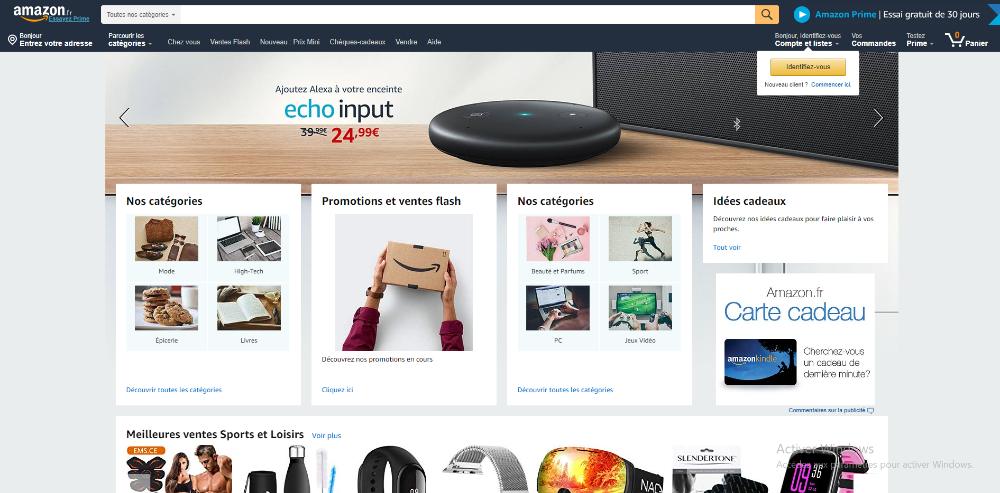 amazon.fr
Essayez Prime
Toutes nos catégories
Amazon Prime | Essai gratuit de 30 jours
Bonjour
Entrez votre adresse
Parcourir les
catégories
Chez vous
Ventes Flash
Nouveau : Prix Mini
Chèques-cadeaux
Vendre
Aide
Bonjour, Identifiez-vous
Compte et listes
Vos
Commandes
Testez
Prime
0
Panier
Identifiez-vous
Nouveau client ? Commencer ici.
Ajoutez Alexa à votre enceinte
echo input
39,99€ 24,99€
Nos catégories
Mode
High-Tech
Épicerie
Livres
Découvrir toutes les catégories
Promotions et ventes flash
Découvrez nos promotions en cours
Cliquez ici
Nos catégories
Beauté et Parfums
Sport
PC
Jeux Vidéo
Découvrir toutes les catégories
Idées cadeaux
Découvrez nos idées cadeaux pour faire plaisir à vos
proches.
Tout voir
Amazon.fr
Carte cadeau
amazonkindle
Cherchez-vous
un cadeau de
dernière minute?
Commentaires sur la publicité
Meilleures ventes Sports et Loisirs Voir plus
EMS.CE
SLENDERTONE
NAC
09:36
Sun
02-11
Activer Windows
Accédez aux paramètres pour activer Windows.